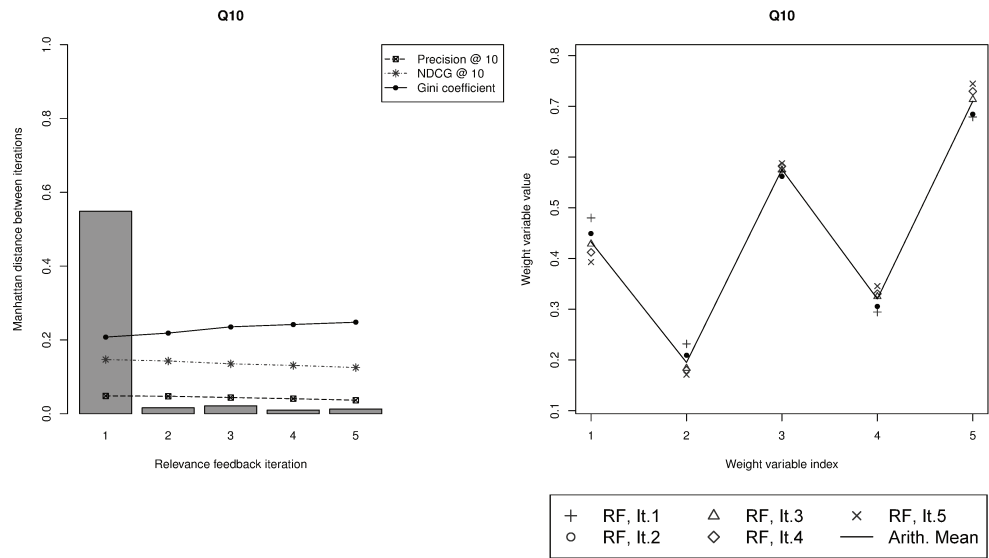 Q10
Manhattan distance between iterations
1.0
0.8
0.6
0.4
0.2
0.0
Precision @ 10
NDCG @ 10
Gini coefficient
1 2 3 4 5
Relevance feedback iteration
Q10
Weight variable value
0.8
0.7
0.6
0.5
0.4
0.3
0.2
0.1
1 2 3 4 5
Weight variable index
RF, It.1 RF, It.3 RF, It.5
RF, It.2 RF, It.4 Arith. Mean